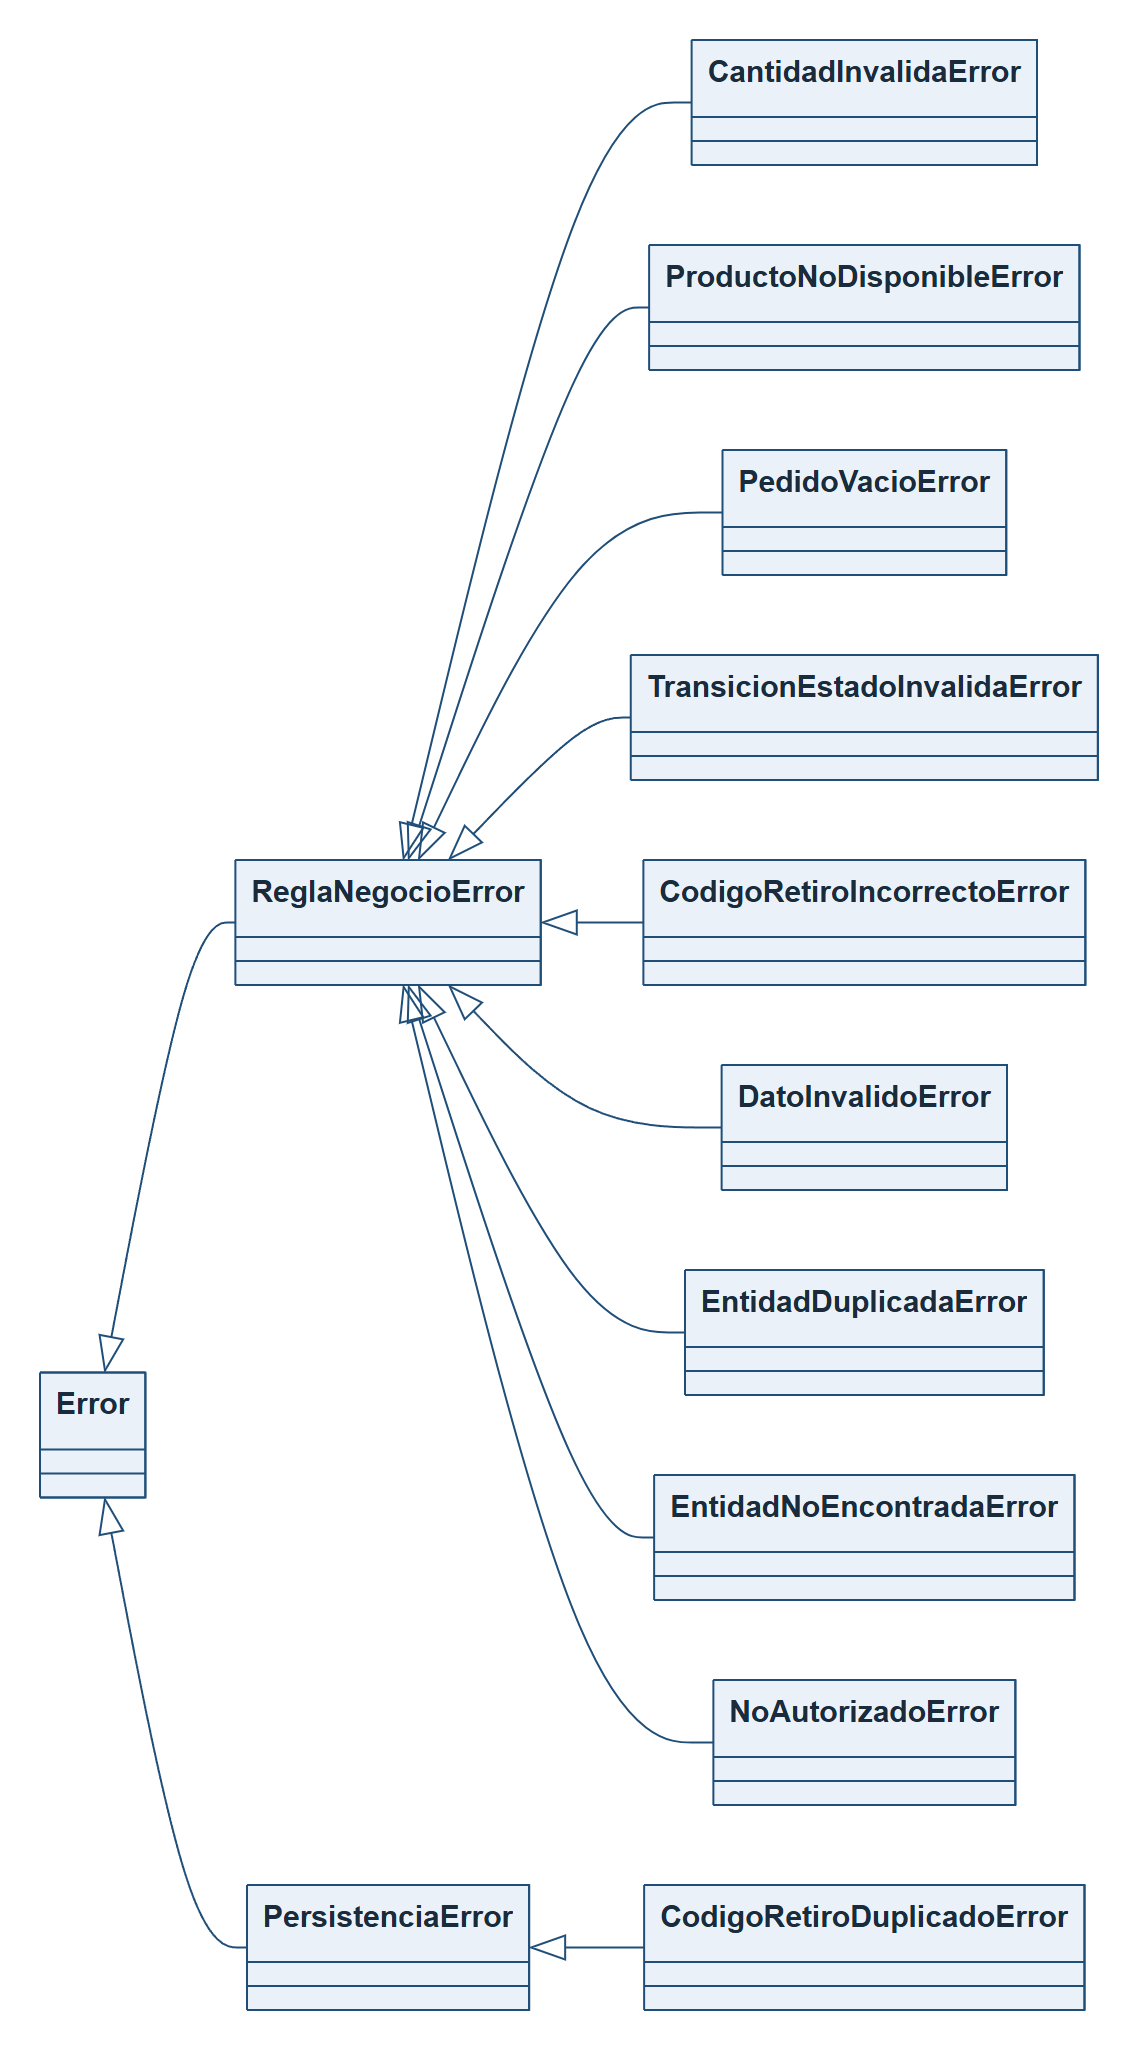 CantidadInvalidaError
ProductoNoDisponibleError
PedidoVacioError
TransicionEstadoInvalidaError
ReglaNegocioError
CodigoRetiroIncorrectoError
DatoInvalidoError
EntidadDuplicadaError
Error
EntidadNoEncontradaError
NoAutorizadoError
PersistenciaError
CodigoRetiroDuplicadoError